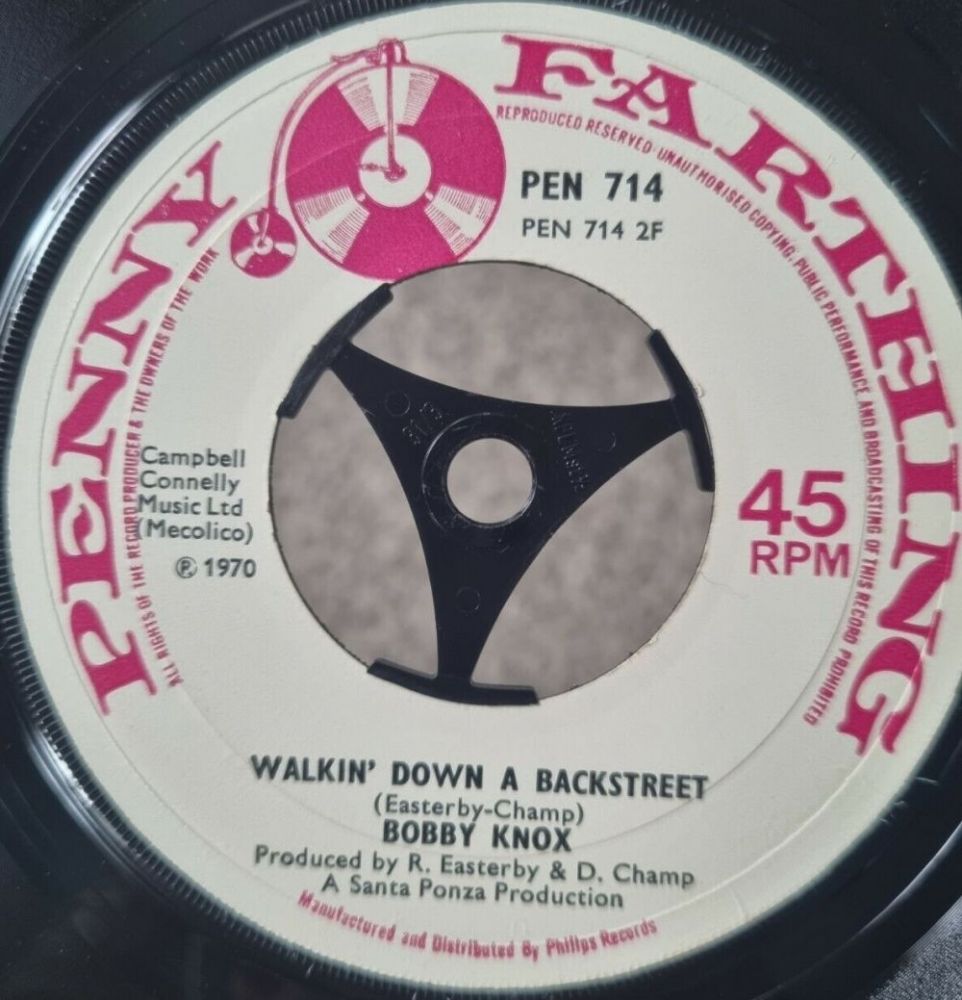 PENNY FARTHING
REPRODUCED RESERVED · UNAUTHORISED COPYING, PUBLIC PERFORMANCE AND BROADCASTING OF THIS RECORD PROHIBITED
ALL RIGHTS OF THE RECORD PRODUCER & THE OWNERS OF THE WORK
PEN 714
PEN 714 2F
Campbell
Connelly
Music Ltd
(Mecolico)
℗ 1970
45
RPM
WALKIN' DOWN A BACKSTREET
(Easterby-Champ)
BOBBY KNOX
Produced by R. Easterby & D. Champ
A Santa Ponza Production
Manufactured and Distributed By Philips Records